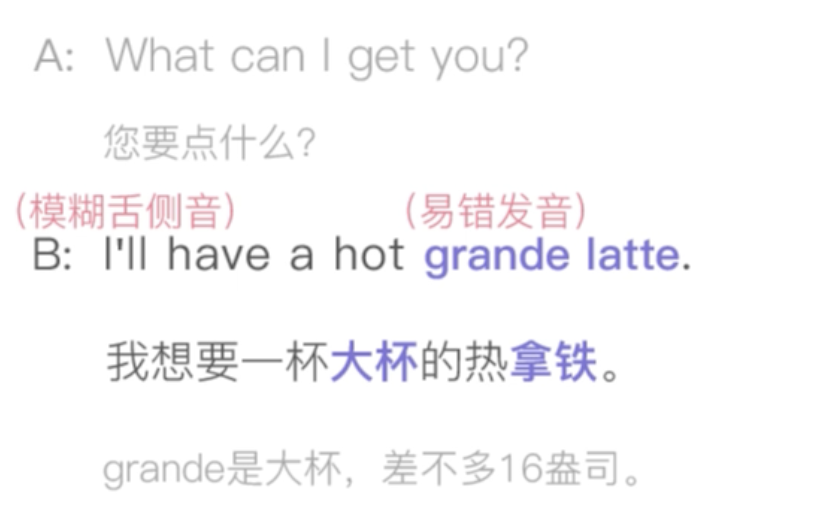 A: What can I get you?
您要点什么?
(模糊舌侧音) (易错发音)
B: I'll have a hot grande latte.
我想要一杯大杯的热拿铁。
grande是大杯，差不多16盎司。